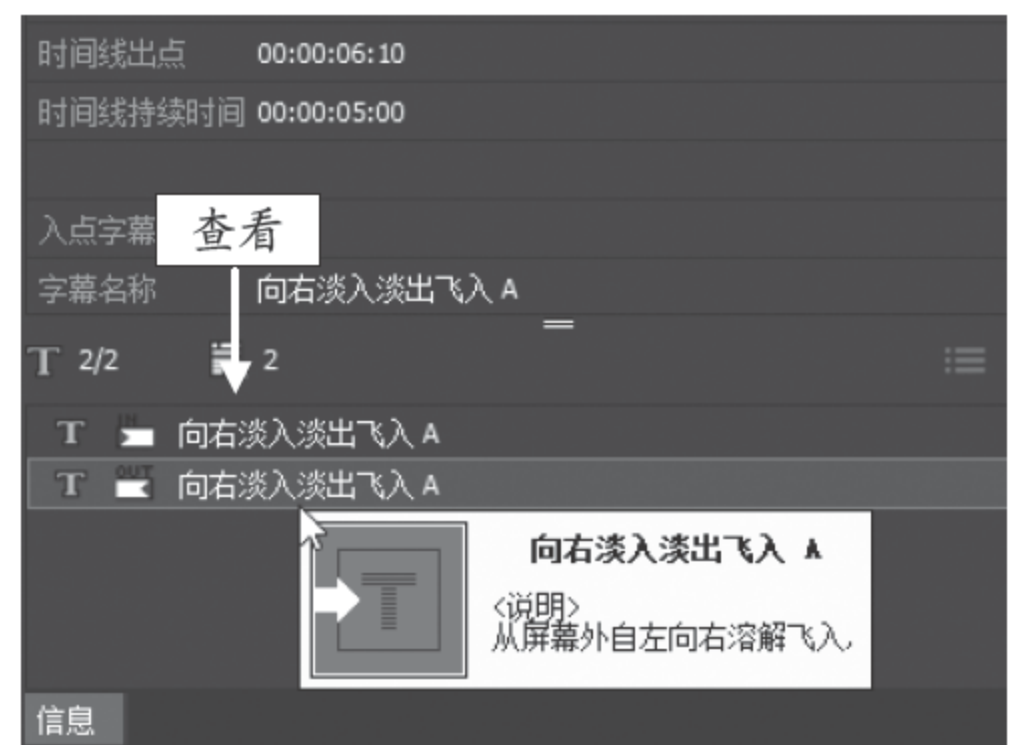 时间线出点 00:00:06:10
时间线持续时间 00:00:05:00
入点字幕
查看
字幕名称 向右淡入淡出飞入 A
T 2/2 2
T IN 向右淡入淡出飞入 A
T OUT 向右淡入淡出飞入 A
向右淡入淡出飞入 A
T
<说明>
从屏幕外自左向右溶解飞入,
信息